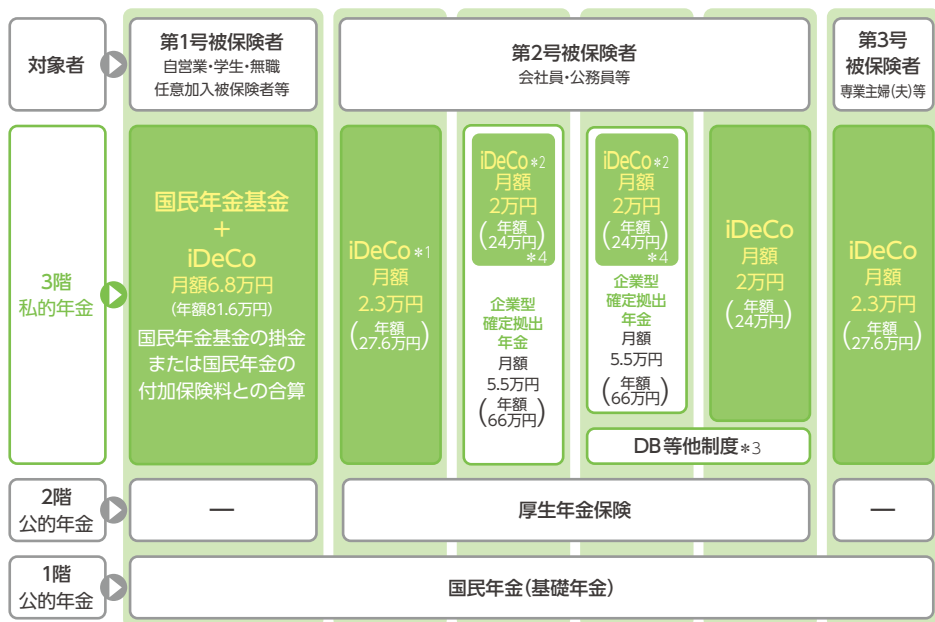 対象者
第1号被保険者
自営業・学生・無職
任意加入被保険者等
第2号被保険者
会社員・公務員等
第3号
被保険者
専業主婦(夫)等
3階
私的年金
国民年金基金
+
iDeCo
月額6.8万円
(年額81.6万円)
国民年金基金の掛金
または国民年金の
付加保険料との合算
iDeCo*1
月額
2.3万円
(年額
27.6万円)
iDeCo*2
月額
2万円
(年額
24万円)
*4
企業型
確定拠出
年金
月額
5.5万円
(年額
66万円)
iDeCo*2
月額
2万円
(年額
24万円)
*4
企業型
確定拠出
年金
月額
5.5万円
(年額
66万円)
iDeCo
月額
2万円
(年額
24万円)
DB等他制度*3
iDeCo
月額
2.3万円
(年額
27.6万円)
2階
公的年金
―
厚生年金保険
―
1階
公的年金
国民年金(基礎年金)